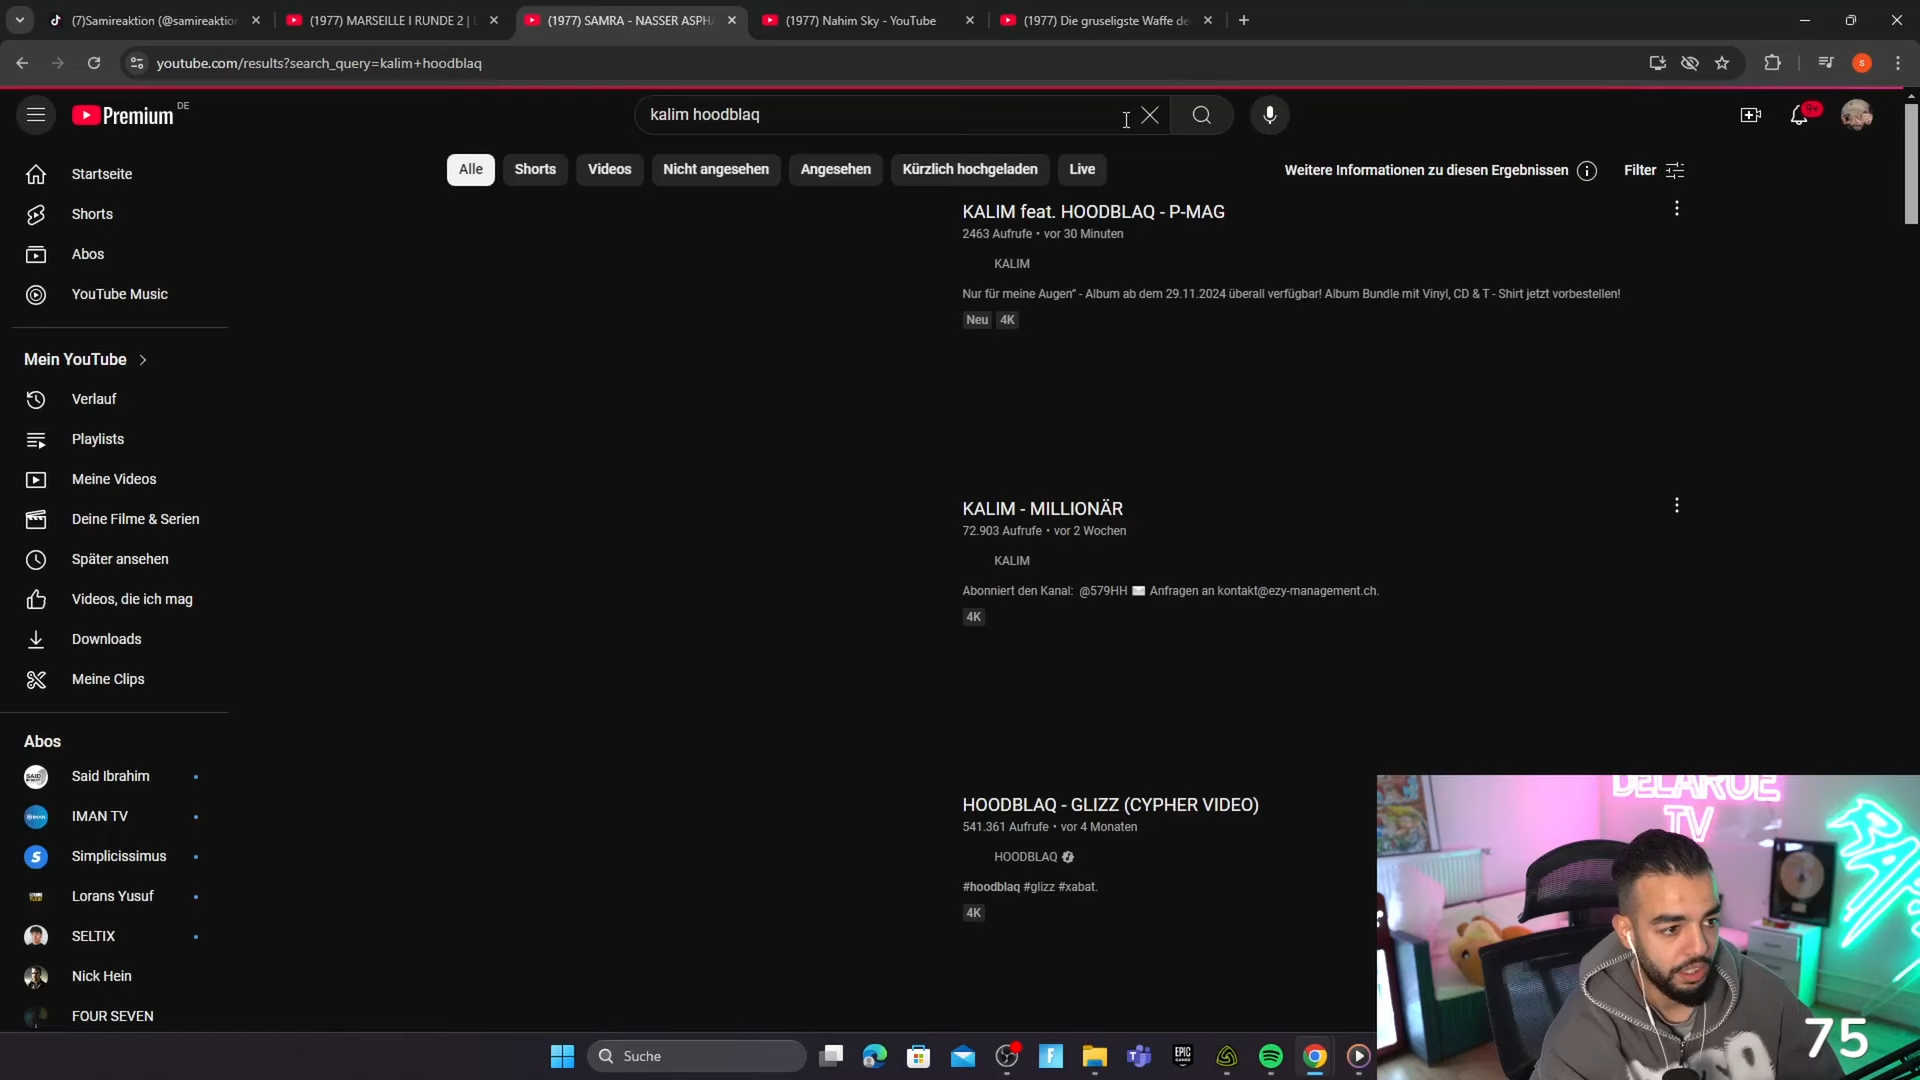 (7)Samireaktion (@samireaktion
(1977) MARSEILLE I RUNDE 2 |
(1977) SAMRA - NASSER ASPHA
(1977) Nahim Sky - YouTube
(1977) Die gruseligste Waffe de
youtube.com/results?search_query=kalim+hoodblaq
S
Premium DE
kalim hoodblaq
9+
Alle
Shorts
Videos
Nicht angesehen
Angesehen
Kürzlich hochgeladen
Live
Weitere Informationen zu diesen Ergebnissen
Filter
Startseite
Shorts
Abos
YouTube Music
Mein YouTube
Verlauf
Playlists
Meine Videos
Deine Filme & Serien
Später ansehen
Videos, die ich mag
Downloads
Meine Clips
Abos
Said Ibrahim
IMAN TV
Simplicissimus
Lorans Yusuf
SELTIX
Nick Hein
FOUR SEVEN
KALIM feat. HOODBLAQ - P-MAG
2463 Aufrufe • vor 30 Minuten
KALIM
Nur für meine Augen" - Album ab dem 29.11.2024 überall verfügbar! Album Bundle mit Vinyl, CD & T - Shirt jetzt vorbestellen!
Neu 4K
KALIM - MILLIONÄR
72.903 Aufrufe • vor 2 Wochen
KALIM
Abonniert den Kanal: @579HH ✉️ Anfragen an kontakt@ezy-management.ch.
4K
HOODBLAQ - GLIZZ (CYPHER VIDEO)
541.361 Aufrufe • vor 4 Monaten
HOODBLAQ
#hoodblaq #glizz #xabat.
4K
DELAROE
TV
75
Suche
EPIC
GAMES